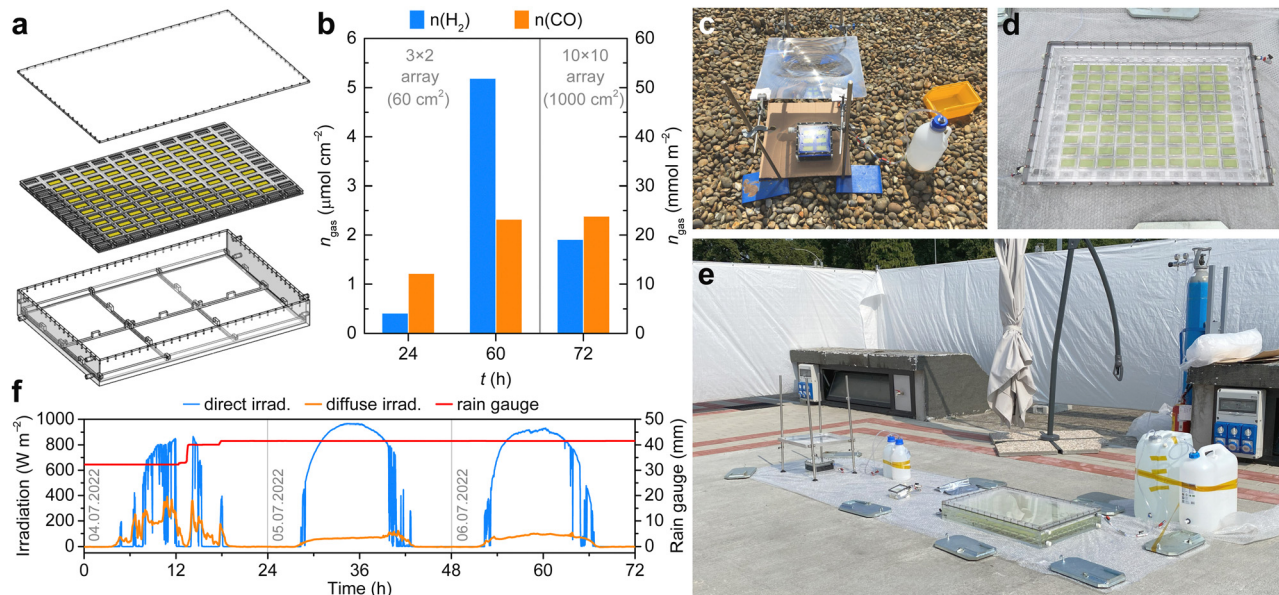 a
b
n(H₂) n(CO)
6 60
5 50
4 40
3 30
2 20
1 10
0 0
3×2
array
(60 cm²)
10×10
array
(1000 cm²)
n_gas (μmol cm⁻²)
n_gas (mmol m⁻²)
24 60 72
t (h)
c
d
e
f
direct irrad. diffuse irrad. rain gauge
1000 50
800 40
600 30
400 20
200 10
0 0
Irradiation (W m⁻²)
Rain gauge (mm)
04.07.2022
05.07.2022
06.07.2022
0 12 24 36 48 60 72
Time (h)